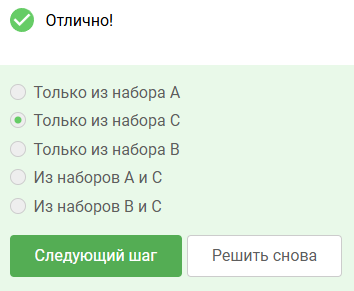 Отлично!
Только из набора A
Только из набора C
Только из набора B
Из наборов A и C
Из наборов B и C
Следующий шаг
Решить снова